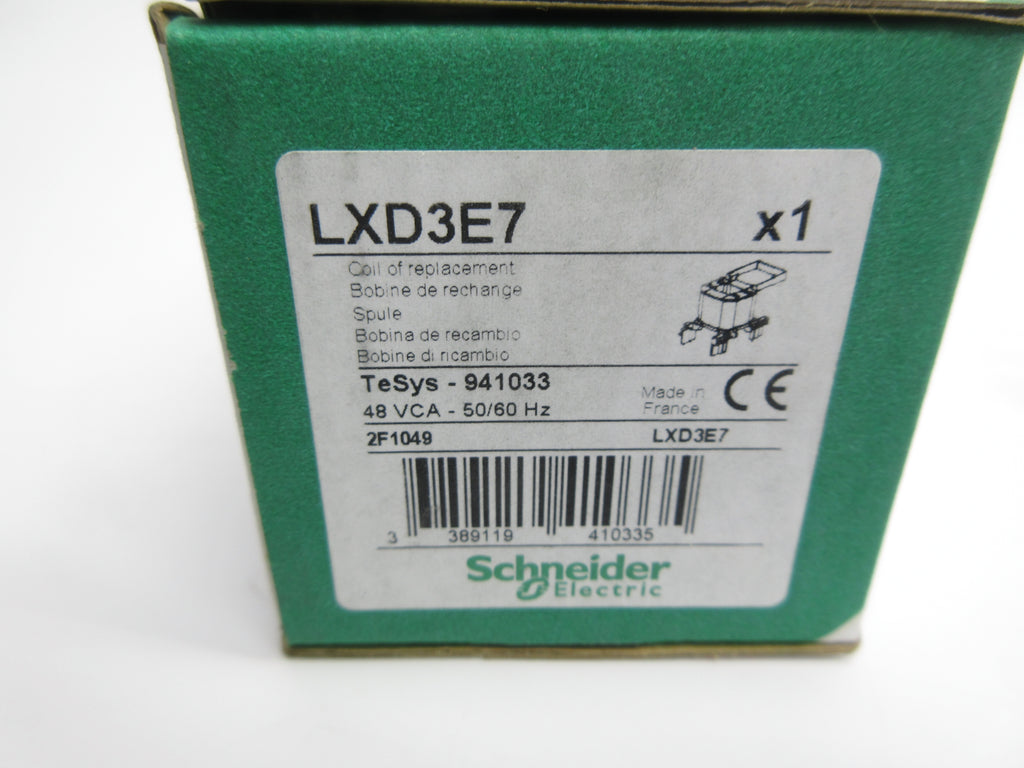 LXD3E7 x1
Coil of replacement
Bobine de rechange
Spule
Bobina de recambio
Bobine di ricambio
TeSys - 941033
48 VCA - 50/60 Hz
Made in
France
CE
2F1049 LXD3E7
3 389119 410335
Schneider
Electric